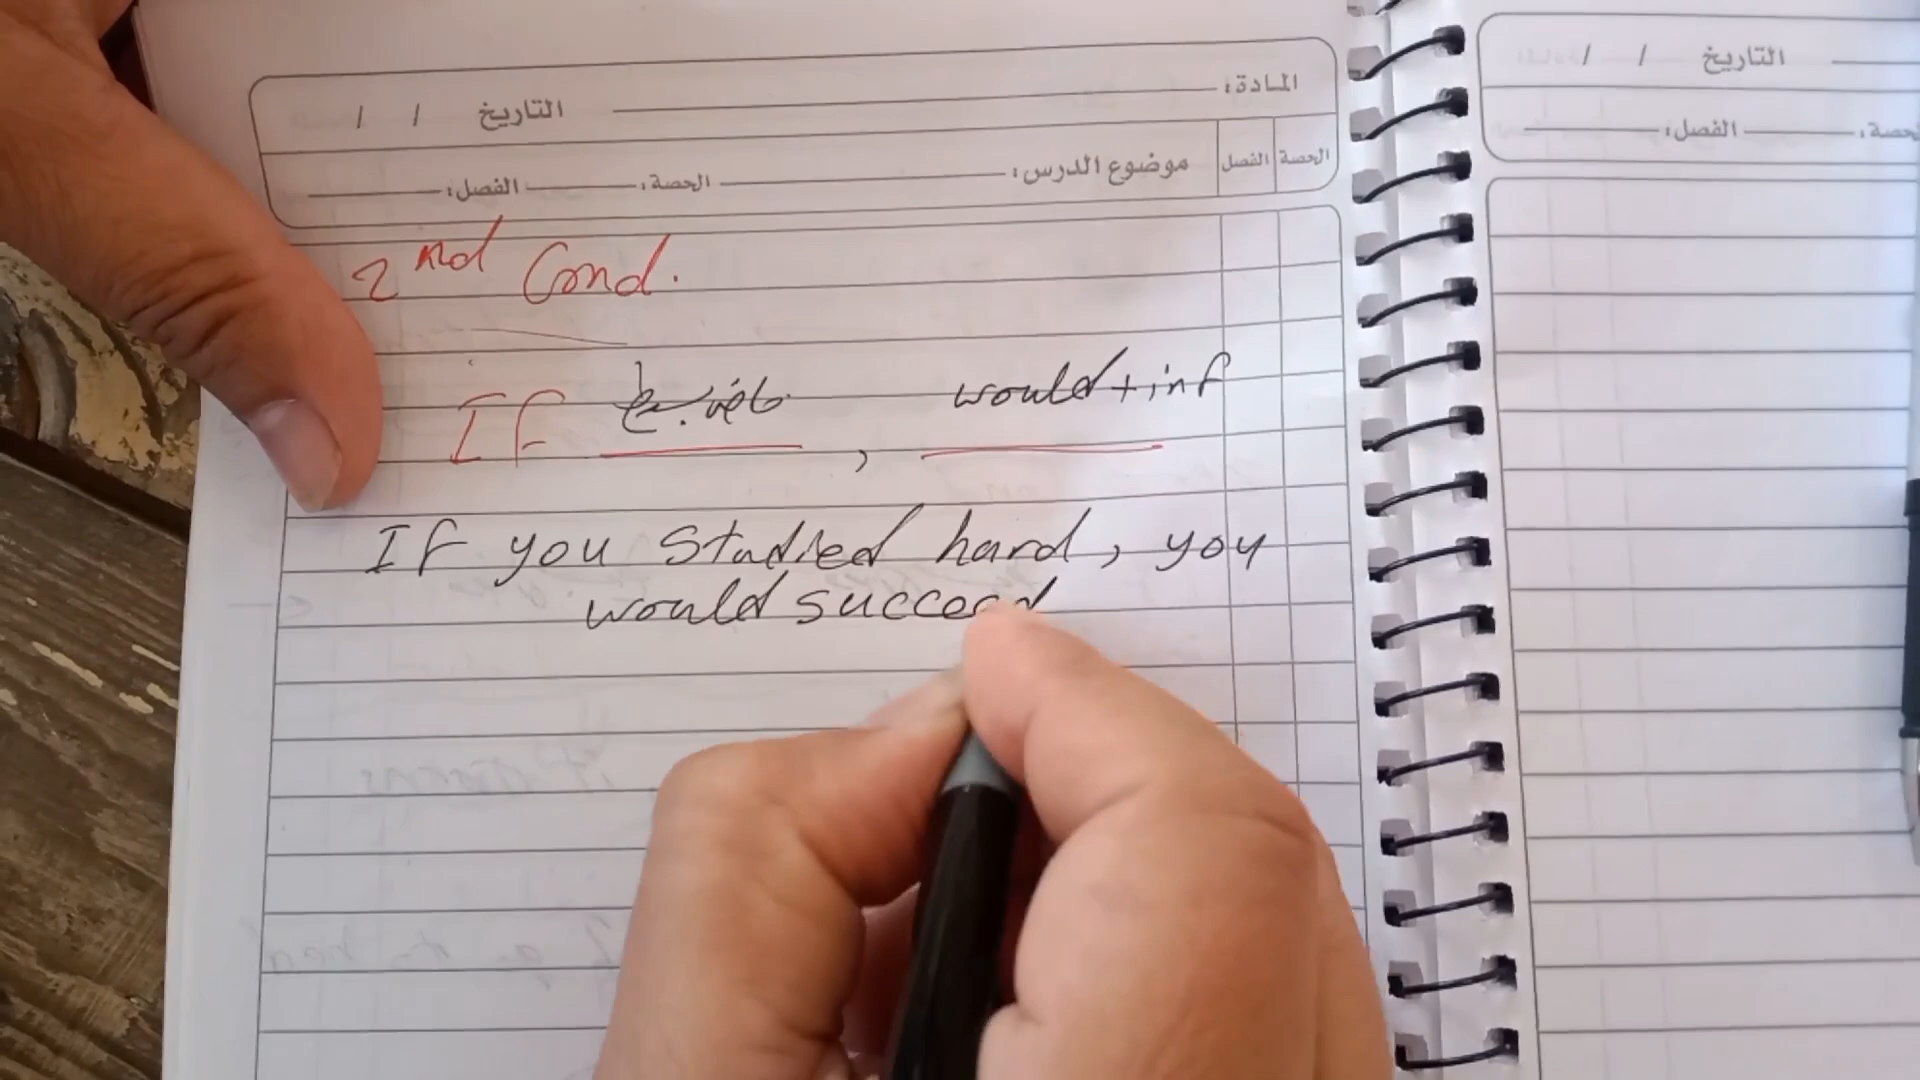 المادة: التاريخ / /
الحصة الفصل موضوع الدرس: الحصة: الفصل:
2nd Cond.
If ماضي بسيط , would + inf
If you studied hard, you
would succeed
التاريخ / /
الحصة: الفصل: